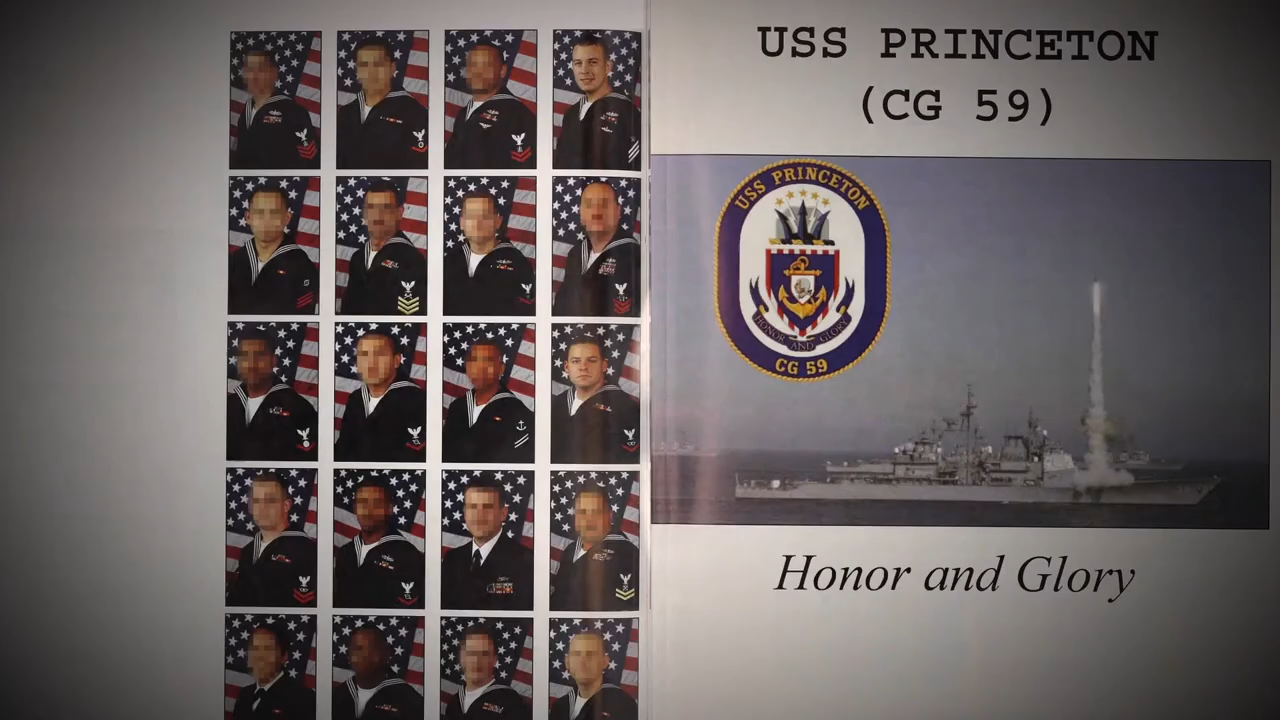 USS PRINCETON
(CG 59)
USS PRINCETON
HONOR AND GLORY
CG 59
Honor and Glory